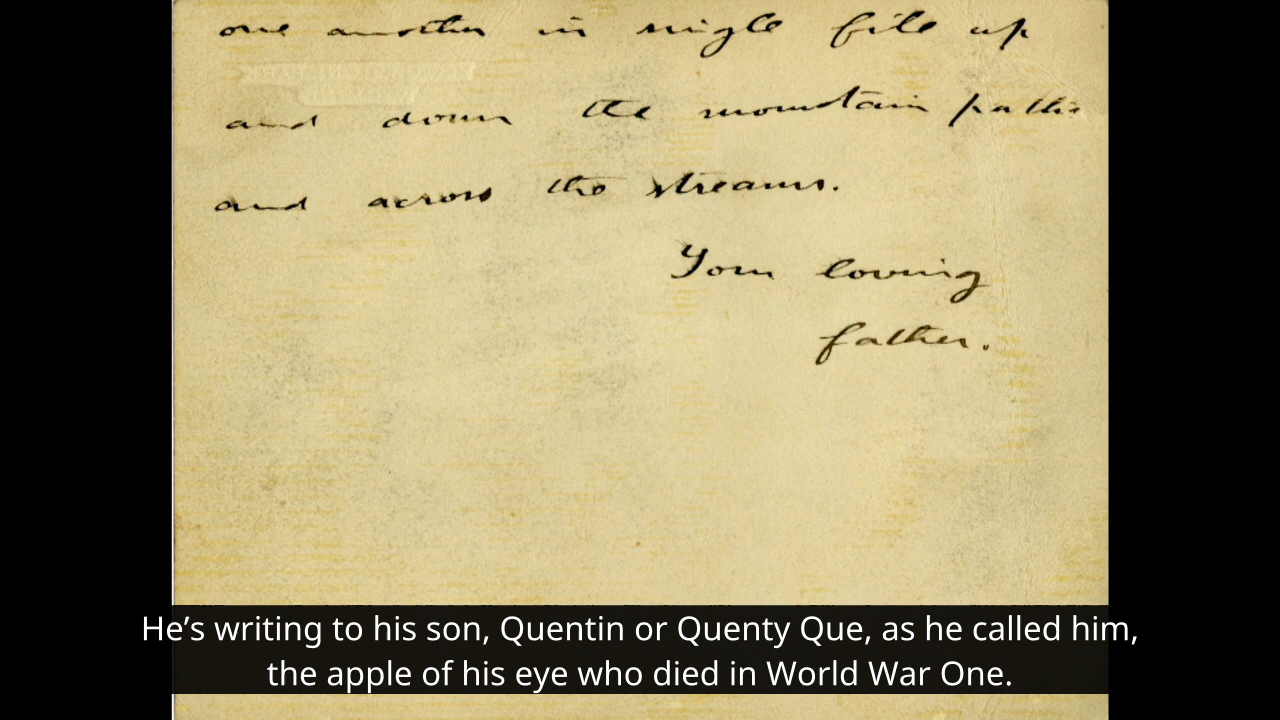 one another in single file up
and down the mountain paths
and across the streams.
Your loving
father.
He’s writing to his son, Quentin or Quenty Que, as he called him,
the apple of his eye who died in World War One.